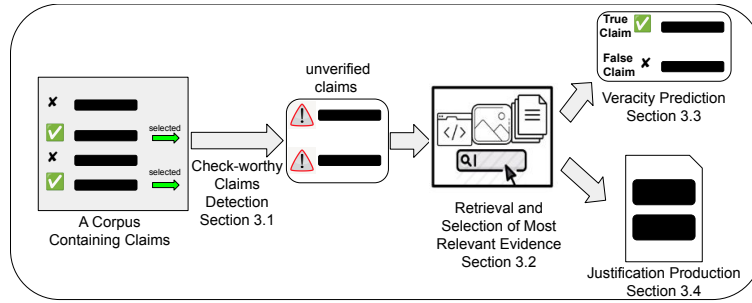 selected
selected
A Corpus
Containing Claims
Check-worthy
Claims
Detection
Section 3.1
unverified
claims
</>
Retrieval and
Selection of Most
Relevant Evidence
Section 3.2
True
Claim
False
Claim
Veracity Prediction
Section 3.3
Justification Production
Section 3.4